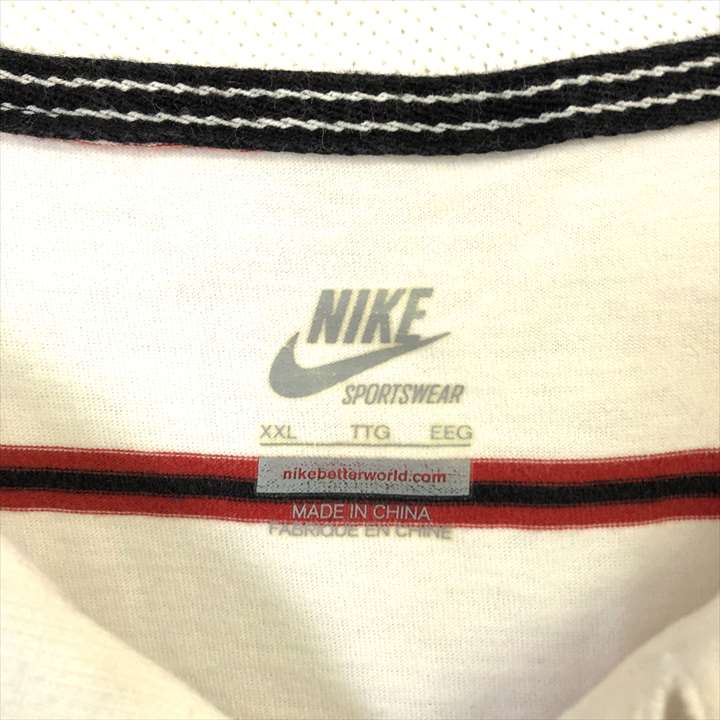 NIKE
SPORTSWEAR
XXL TTG EEG
nikebetterworld.com
MADE IN CHINA
FABRIQUE EN CHINE